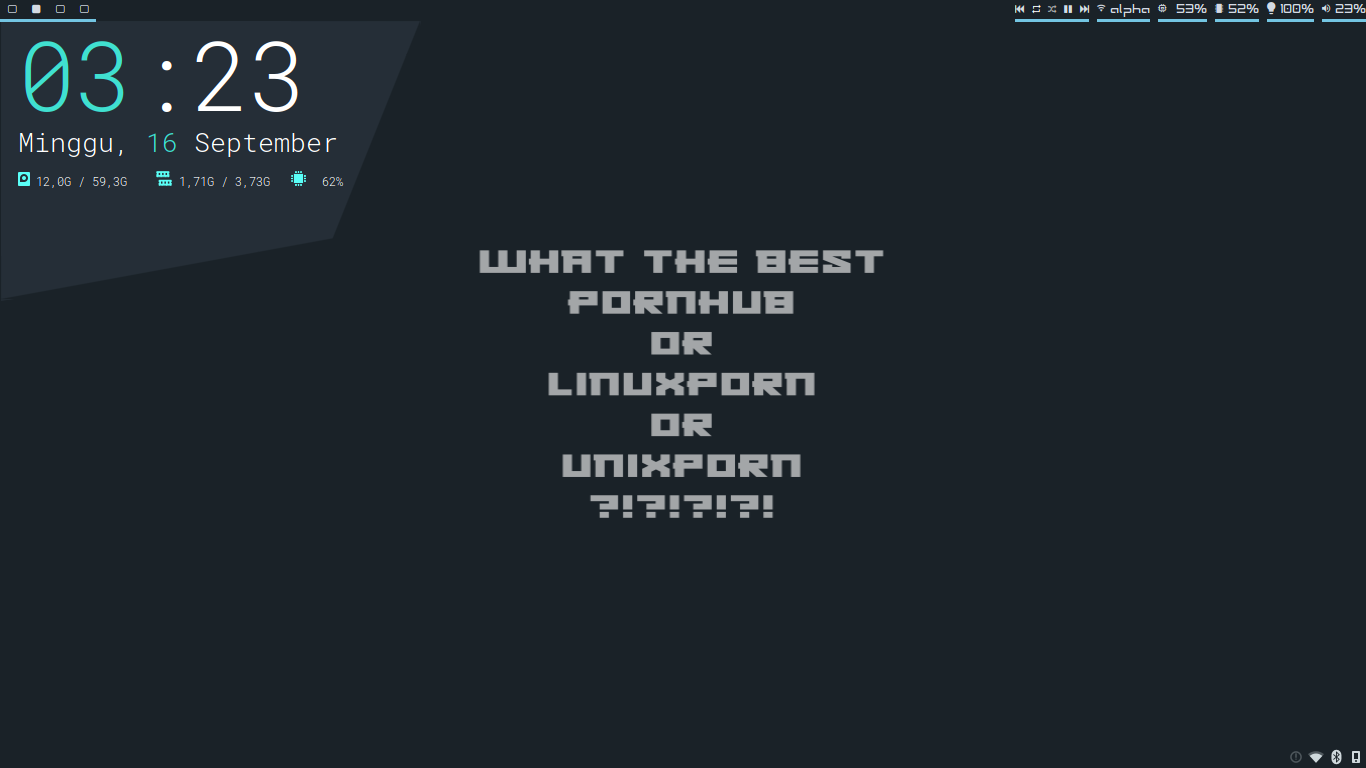 alpha 53% 52% 100% 23%
03 :23
Minggu, 16 September
12,0G / 59,3G 1,71G / 3,73G 62%
WHAT THE BEST
PORNHUB
OR
LINUXPORN
OR
UNIXPORN
?!?!?!?!